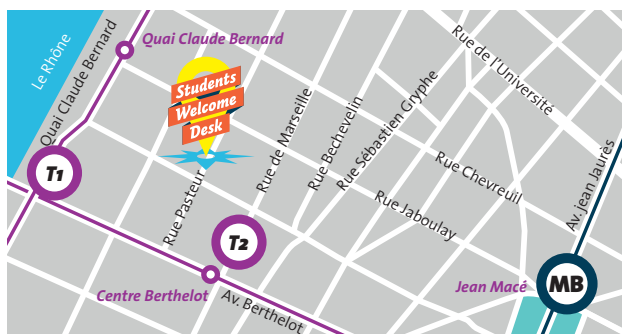 Le Rhône
Quai Claude Bernard
Quai Claude Bernard
Students
Welcome
Desk
Rue de l'Université
T1
Rue Pasteur
Rue de Marseille
Rue Bechevelin
Rue Sébastien Gryphe
Rue Chevreuil
Rue Jaboulay
Av. jean Jaurès
T2
Centre Berthelot
Av. Berthelot
Jean Macé
MB